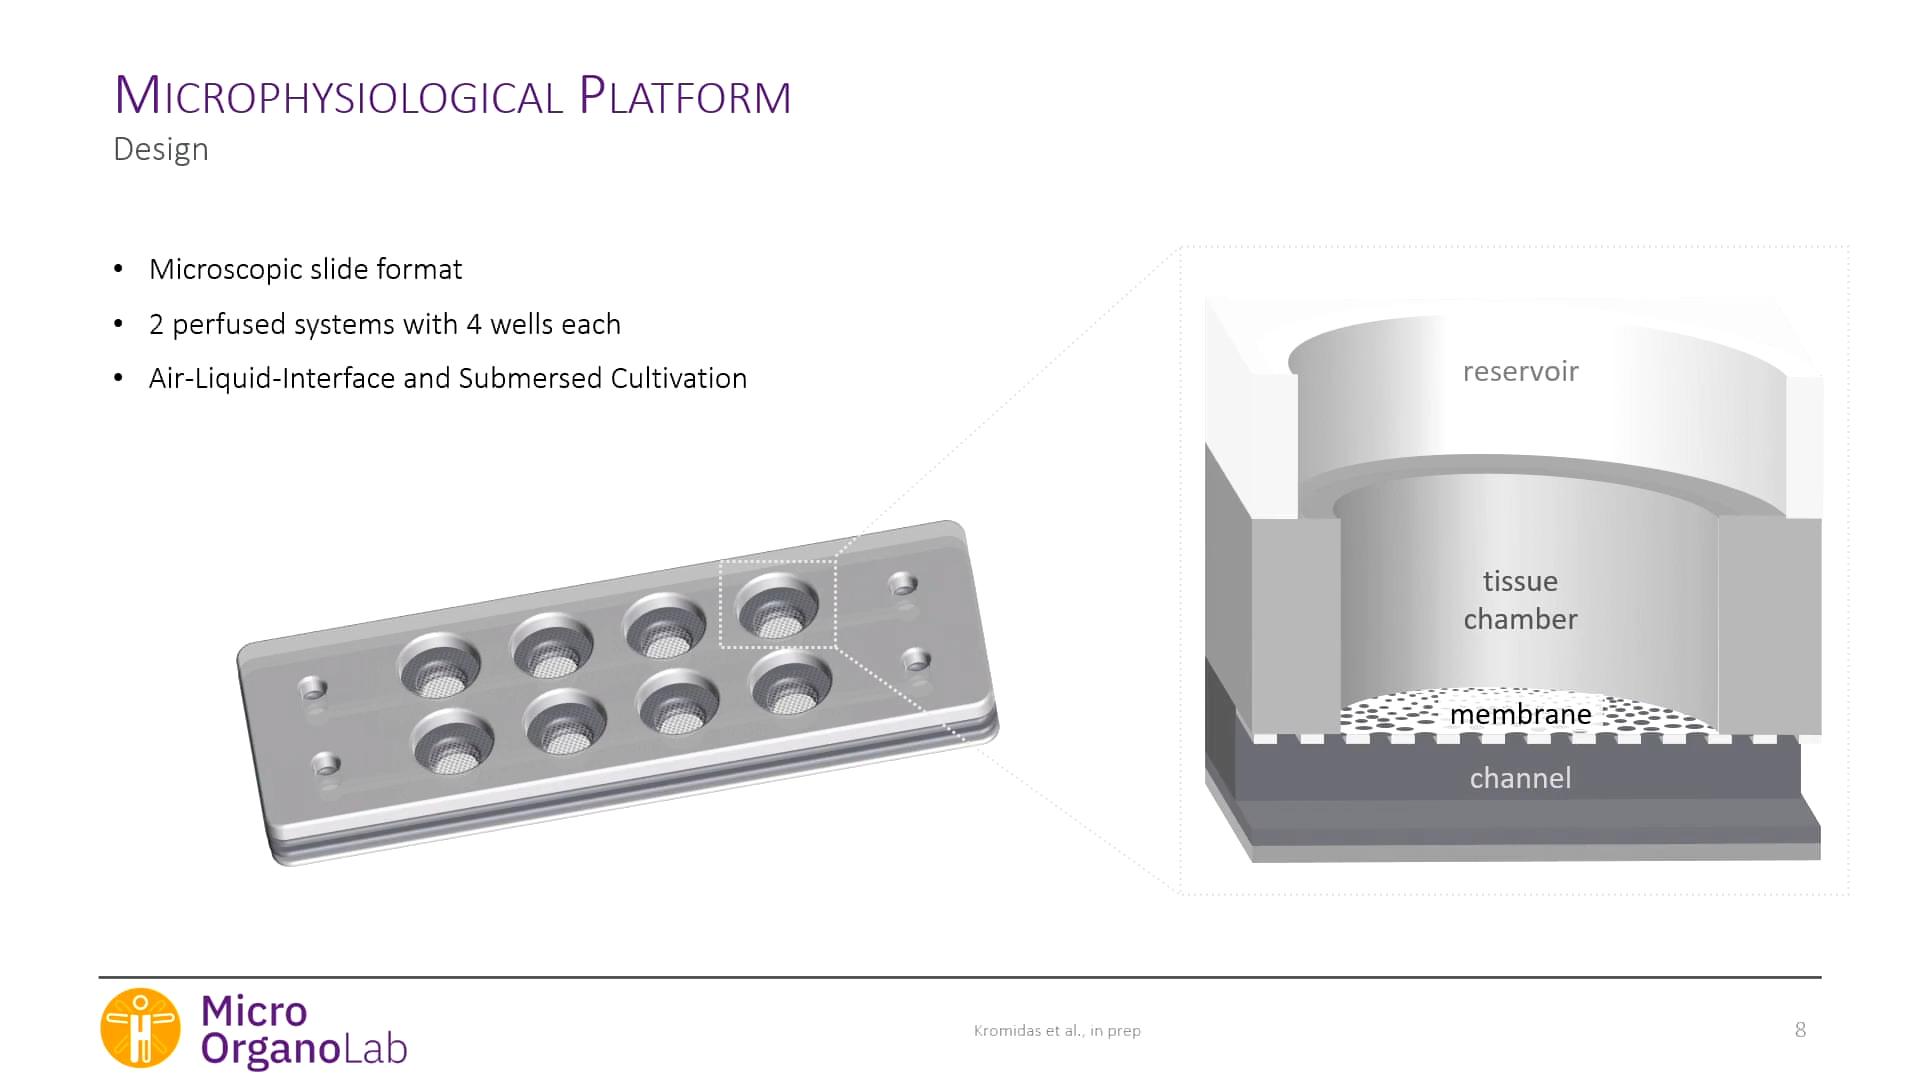 Microphysiological Platform
Design
• Microscopic slide format
• 2 perfused systems with 4 wells each
• Air-Liquid-Interface and Submersed Cultivation
reservoir
tissue
chamber
membrane
channel
Micro
OrganoLab
Kromidas et al., in prep
8